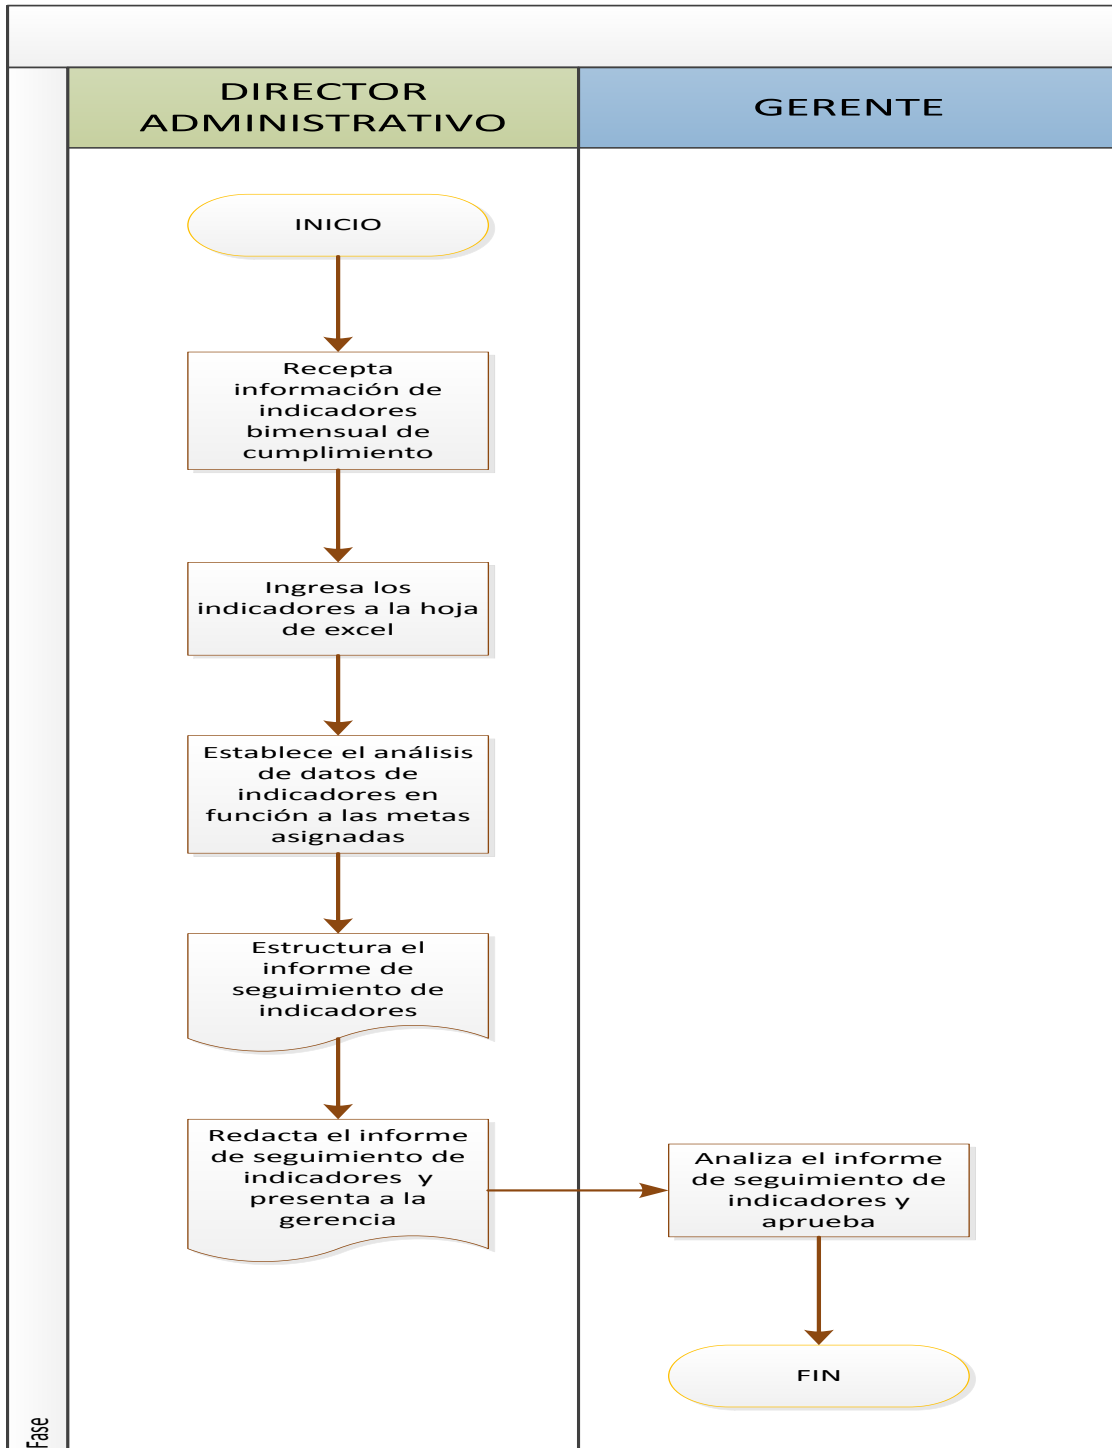 DIRECTOR
ADMINISTRATIVO
GERENTE
INICIO
Recepta
información de
indicadores
bimensual de
cumplimiento
Ingresa los
indicadores a la hoja
de excel
Establece el análisis
de datos de
indicadores en
función a las metas
asignadas
Estructura el
informe de
seguimiento de
indicadores
Redacta el informe
de seguimiento de
indicadores y
presenta a la
gerencia
Analiza el informe
de seguimiento de
indicadores y
aprueba
FIN
Fase